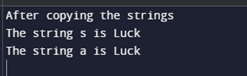 After copying the strings
The string s is Luck
The string a is Luck